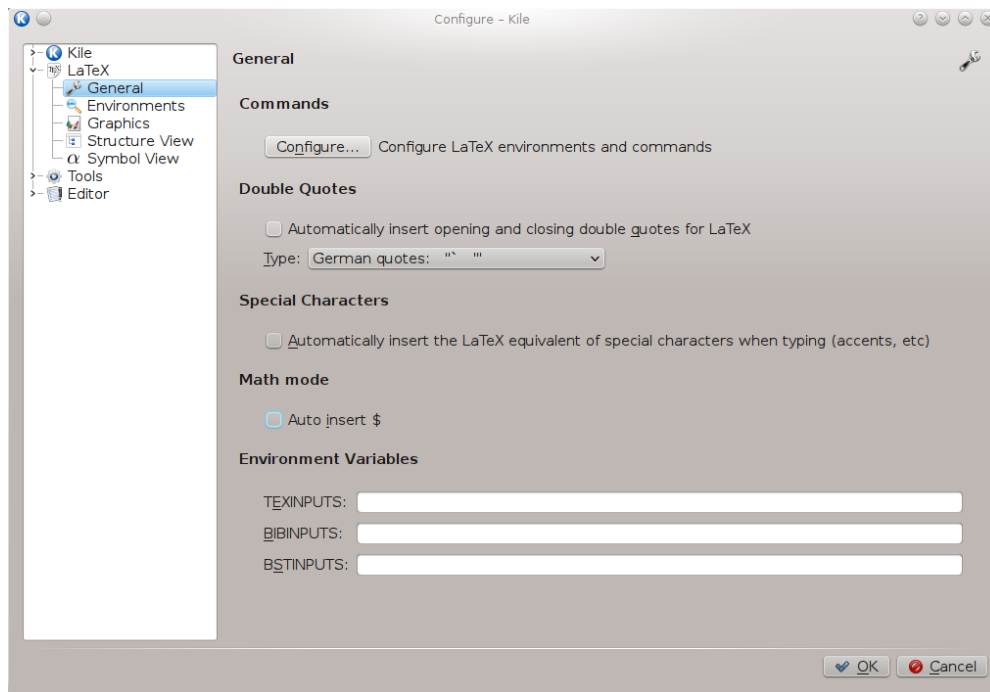 Configure – Kile
Kile
LaTeX
General
Environments
Graphics
Structure View
α Symbol View
Tools
Editor
General
Commands
Configure... Configure LaTeX environments and commands
Double Quotes
Automatically insert opening and closing double quotes for LaTeX
Type: German quotes: "` "'
Special Characters
Automatically insert the LaTeX equivalent of special characters when typing (accents, etc)
Math mode
Auto insert $
Environment Variables
TEXINPUTS:
BIBINPUTS:
BSTINPUTS:
OK Cancel